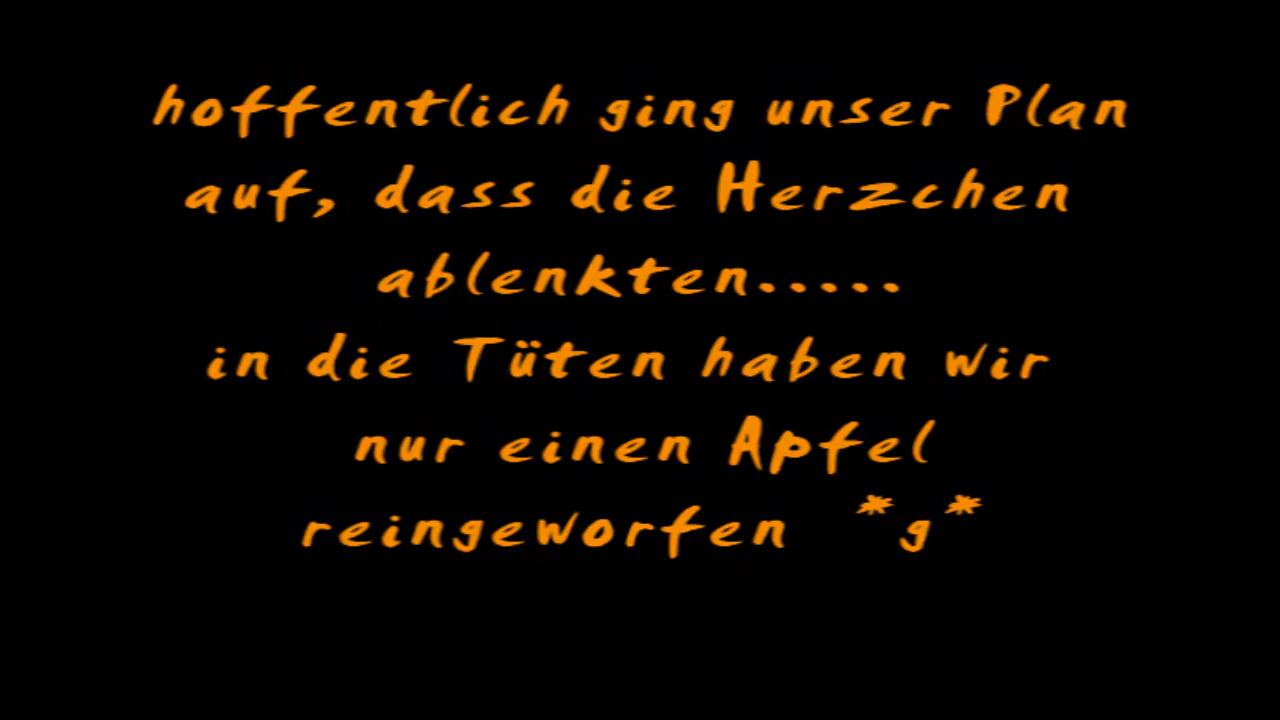 hoffentlich ging unser Plan
auf, dass die Herzchen
ablenkten.....
in die Tüten haben wir
nur einen Apfel
reingeworfen *g*